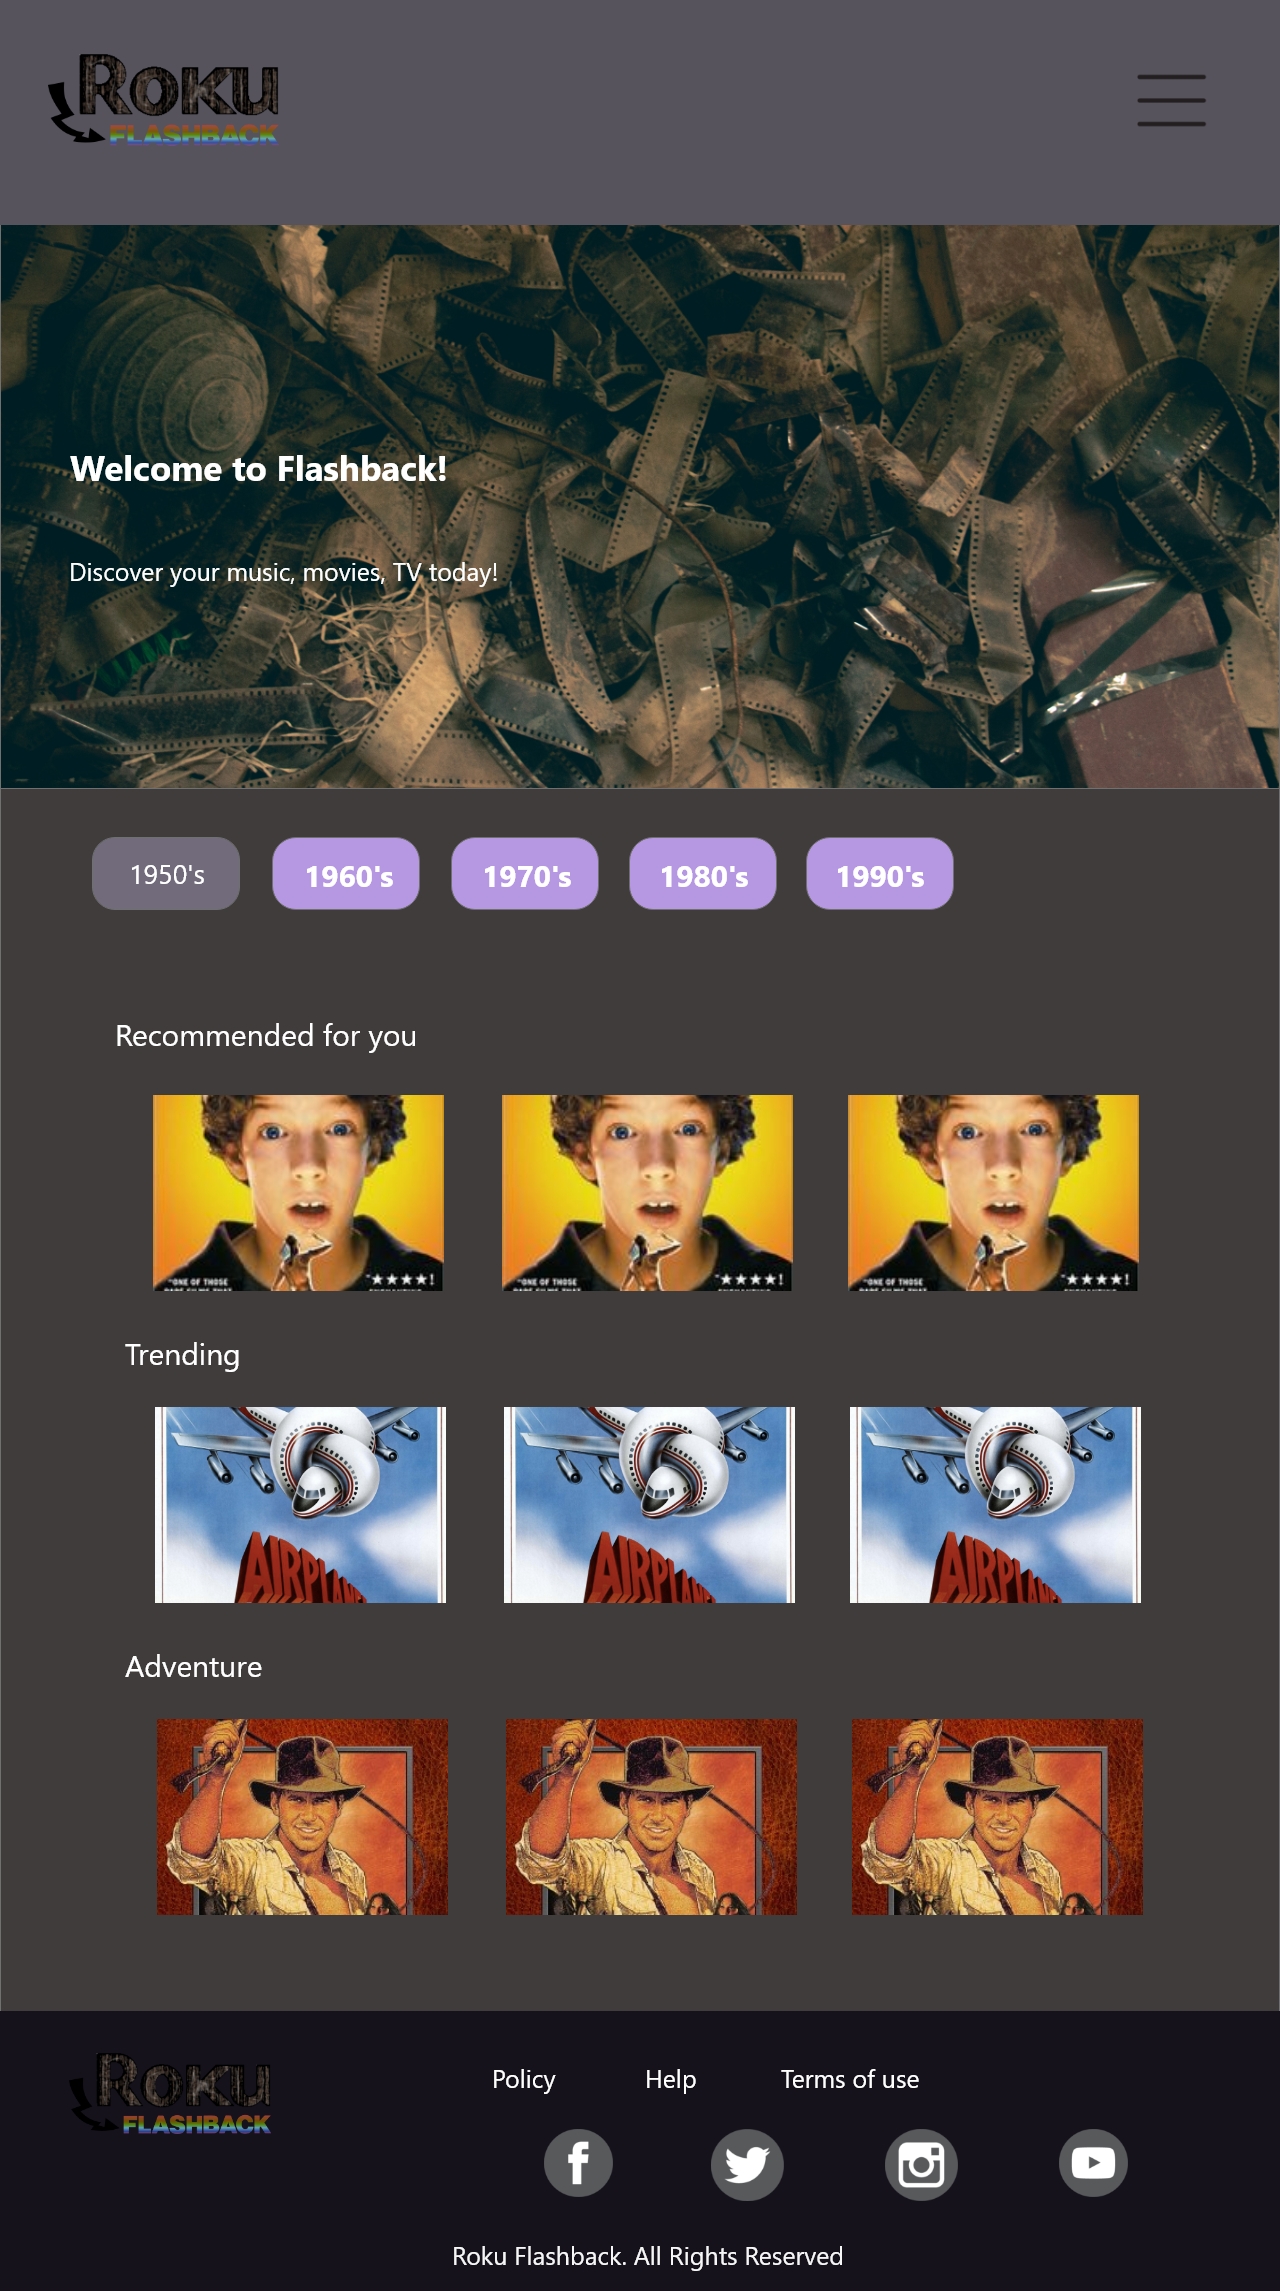 ROKU
FLASHBACK
Welcome to Flashback!
Discover your music, movies, TV today!
1950's
1960's
1970's
1980's
1990's
Recommended for you
"ONE OF THOSE
"ONE OF THOSE
"ONE OF THOSE
Trending
AIRPLANE
AIRPLANE
AIRPLANE
Adventure
ROKU
FLASHBACK
Policy
Help
Terms of use
Roku Flashback. All Rights Reserved